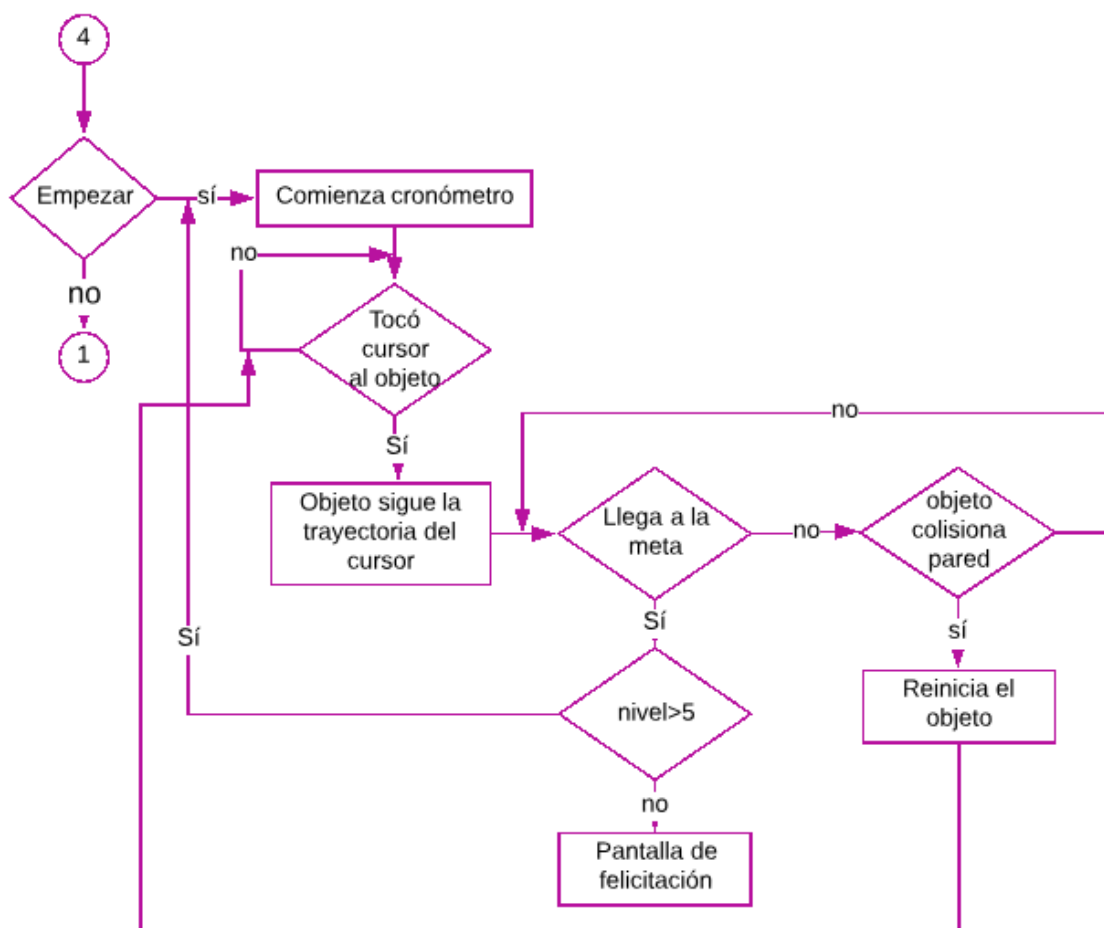 4
Empezar
sí
Comienza cronómetro
no
no
1
Tocó
cursor
al objeto
Sí
no
Objeto sigue la
trayectoria del
cursor
Llega a la
meta
no
objeto
colisiona
pared
Sí
sí
Sí
nivel>5
Reinicia el
objeto
no
Pantalla de
felicitación